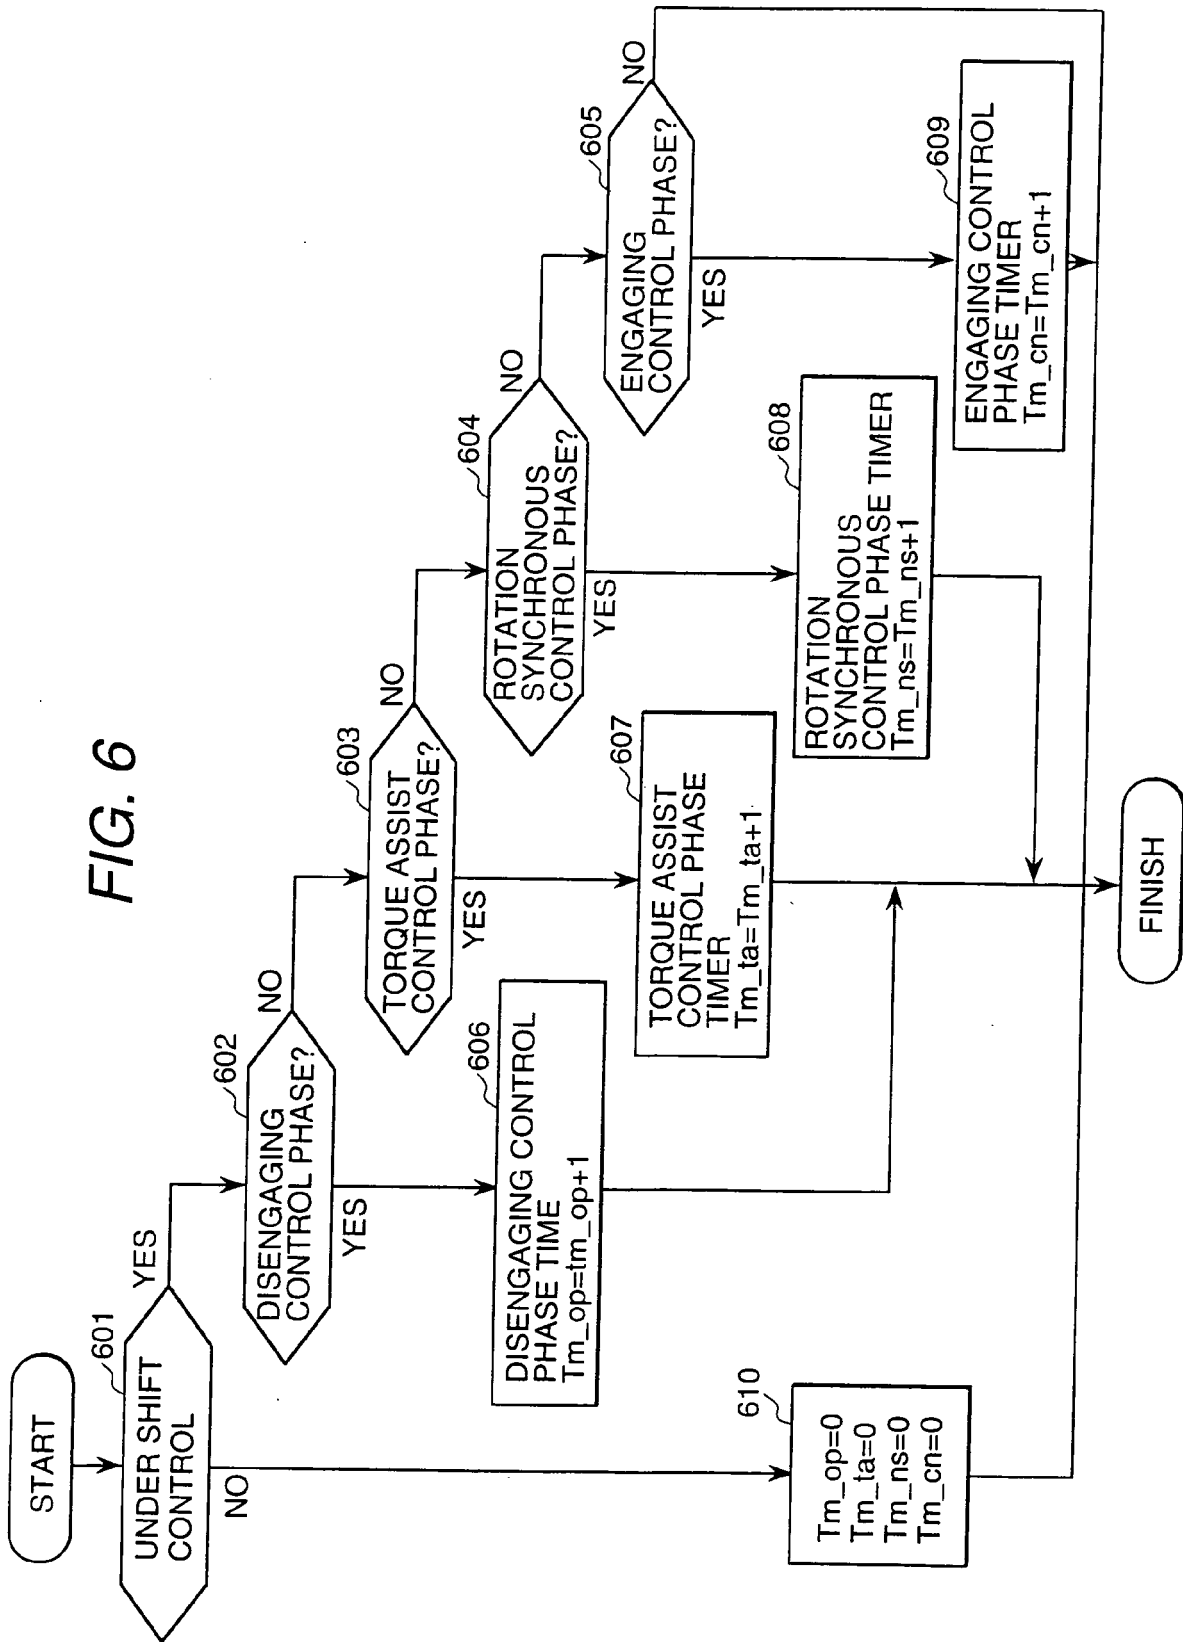 FIG. 6
START
601
UNDER SHIFT
CONTROL
YES
NO
602
DISENGAGING
CONTROL PHASE?
NO
YES
603
TORQUE ASSIST
CONTROL PHASE?
NO
YES
604
ROTATION
SYNCHRONOUS
CONTROL PHASE?
NO
YES
605
ENGAGING
CONTROL PHASE?
NO
YES
606
DISENGAGING CONTROL
PHASE TIME
Tm_op=tm_op+1
607
TORQUE ASSIST
CONTROL PHASE
TIMER
Tm_ta=Tm_ta+1
608
ROTATION
SYNCHRONOUS
CONTROL PHASE TIMER
Tm_ns=Tm_ns+1
609
ENGAGING CONTROL
PHASE TIMER
Tm_cn=Tm_cn+1
610
Tm_op=0
Tm_ta=0
Tm_ns=0
Tm_cn=0
FINISH